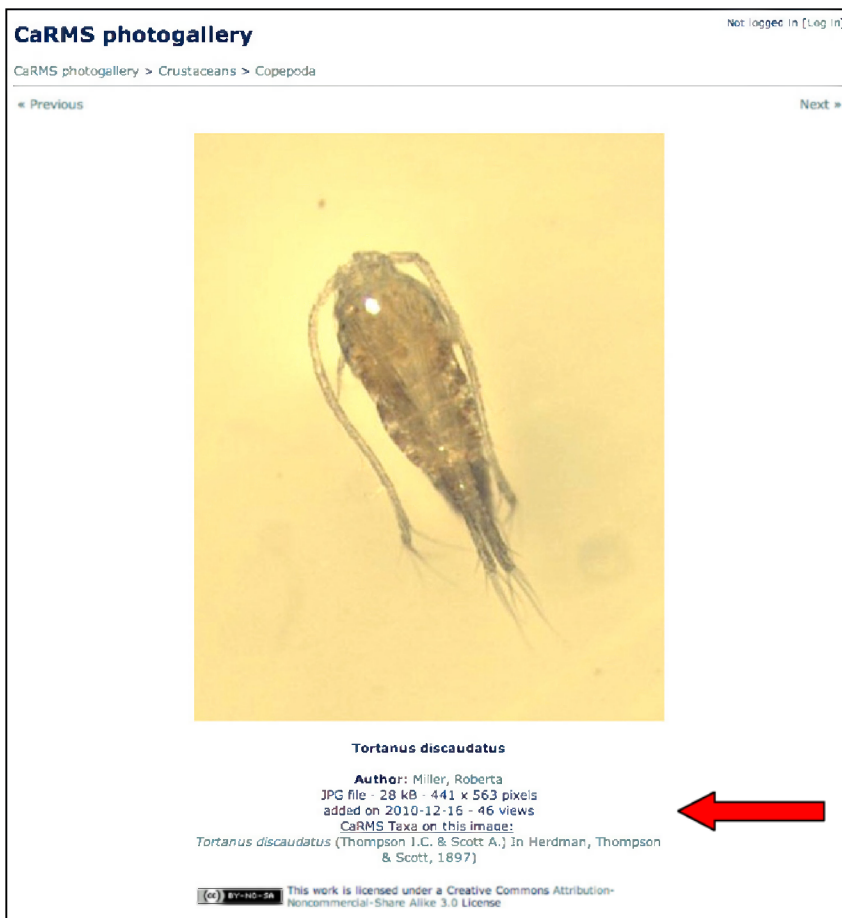 CaRMS photogallery
Not logged in [Log in]
CaRMS photogallery > Crustaceans > Copepoda
« Previous
Next »
Tortanus discaudatus
Author: Miller, Roberta
JPG file - 28 kB - 441 x 563 pixels
added on 2010-12-16 - 46 views
CaRMS Taxa on this image:
Tortanus discaudatus (Thompson I.C. & Scott A.) In Herdman, Thompson
& Scott, 1897)
(cc) BY-NC-SA
This work is licensed under a Creative Commons Attribution-
Noncommercial-Share Alike 3.0 License